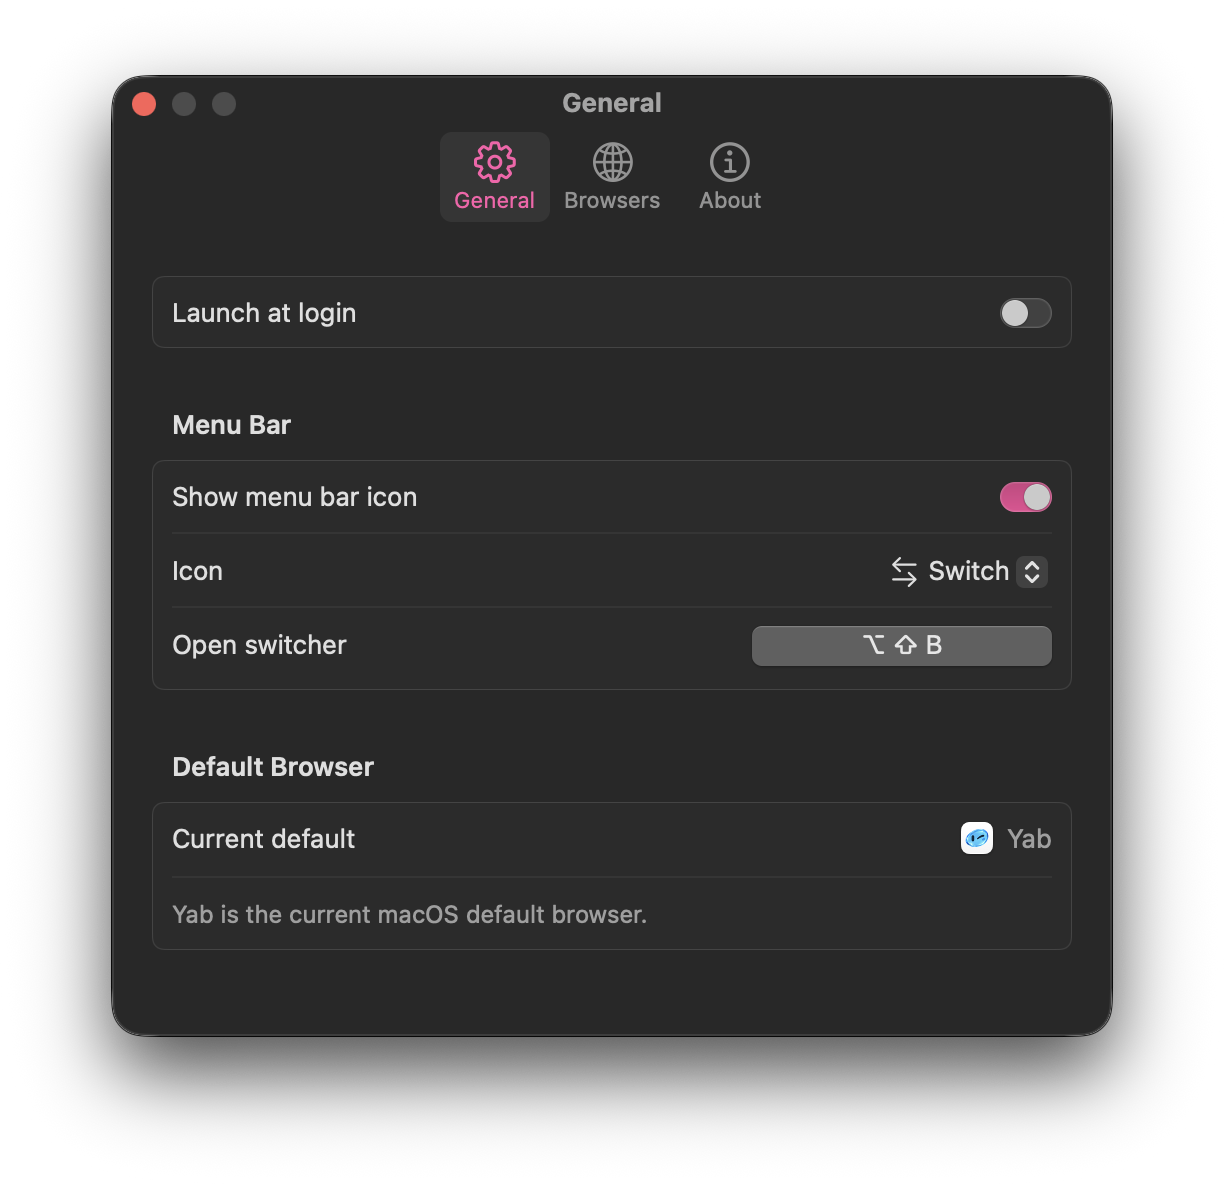 General
General
Browsers
About
Launch at login
Menu Bar
Show menu bar icon
Icon
Switch
Open switcher
⌥ ⇧ B
Default Browser
Current default
Yab
Yab is the current macOS default browser.